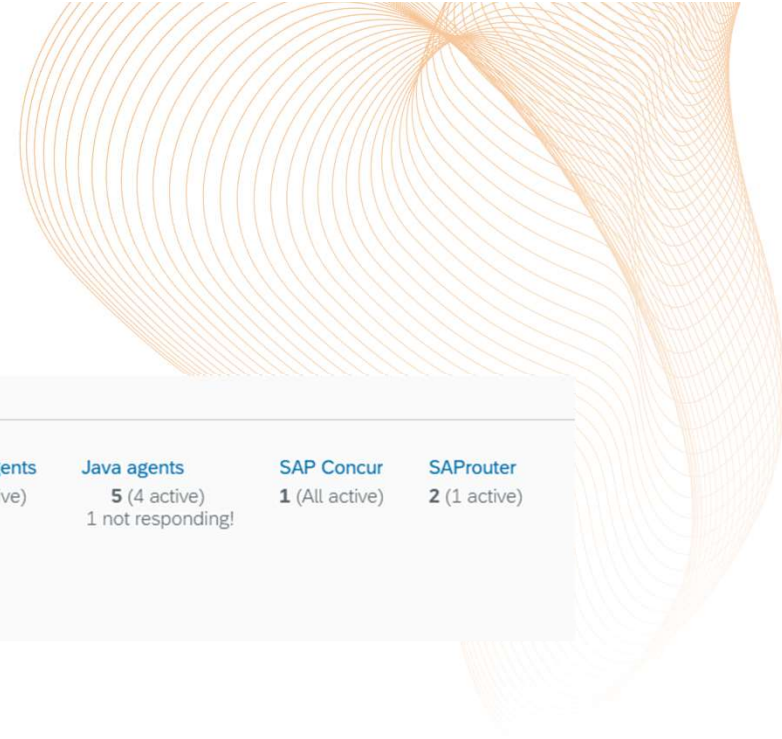 ents Java agents SAP Concur SAProuter
ve) 5 (4 active) 1 (All active) 2 (1 active)
1 not responding!